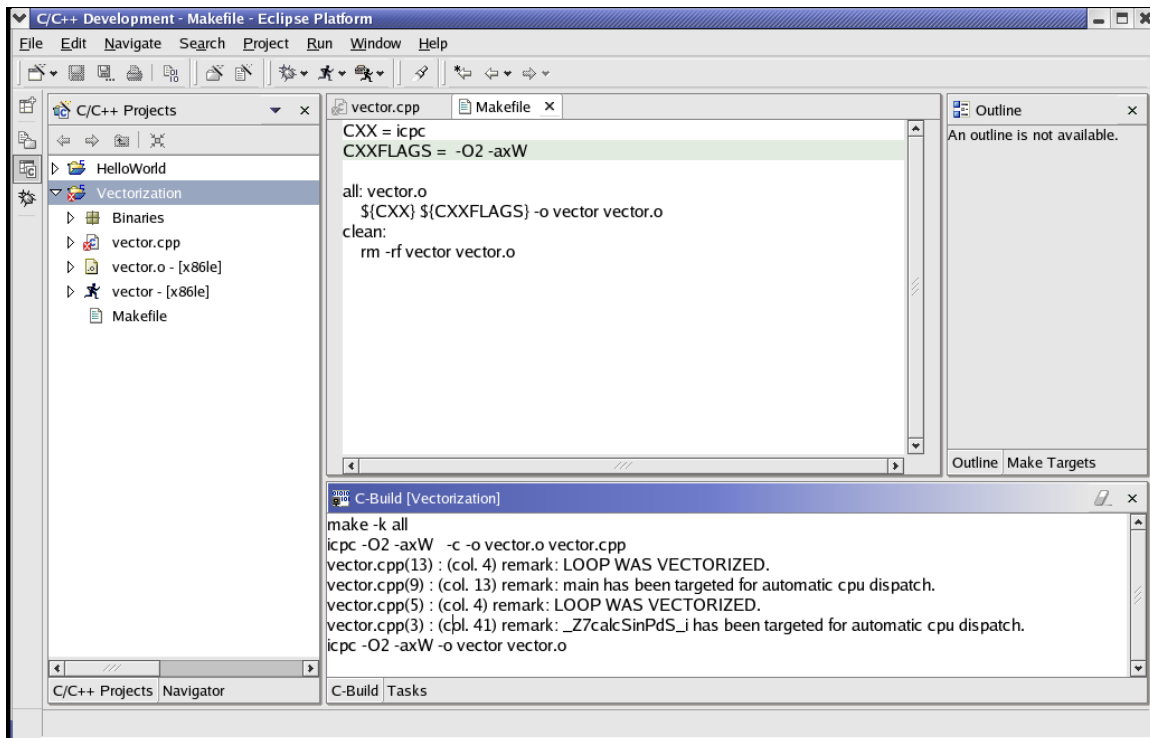 C/C++ Development - Makefile - Eclipse Platform
File Edit Navigate Search Project Run Window Help
C/C++ Projects
HelloWorld
Vectorization
Binaries
vector.cpp
vector.o - [x86le]
vector - [x86le]
Makefile
C/C++ Projects Navigator
vector.cpp Makefile
CXX = icpc
CXXFLAGS = -O2 -axW
all: vector.o
${CXX} ${CXXFLAGS} -o vector vector.o
clean:
rm -rf vector vector.o
Outline
An outline is not available.
Outline Make Targets
C-Build [Vectorization]
make -k all
icpc -O2 -axW -c -o vector.o vector.cpp
vector.cpp(13) : (col. 4) remark: LOOP WAS VECTORIZED.
vector.cpp(9) : (col. 13) remark: main has been targeted for automatic cpu dispatch.
vector.cpp(5) : (col. 4) remark: LOOP WAS VECTORIZED.
vector.cpp(3) : (col. 41) remark: _Z7calcSinPdS_i has been targeted for automatic cpu dispatch.
icpc -O2 -axW -o vector vector.o
C-Build Tasks